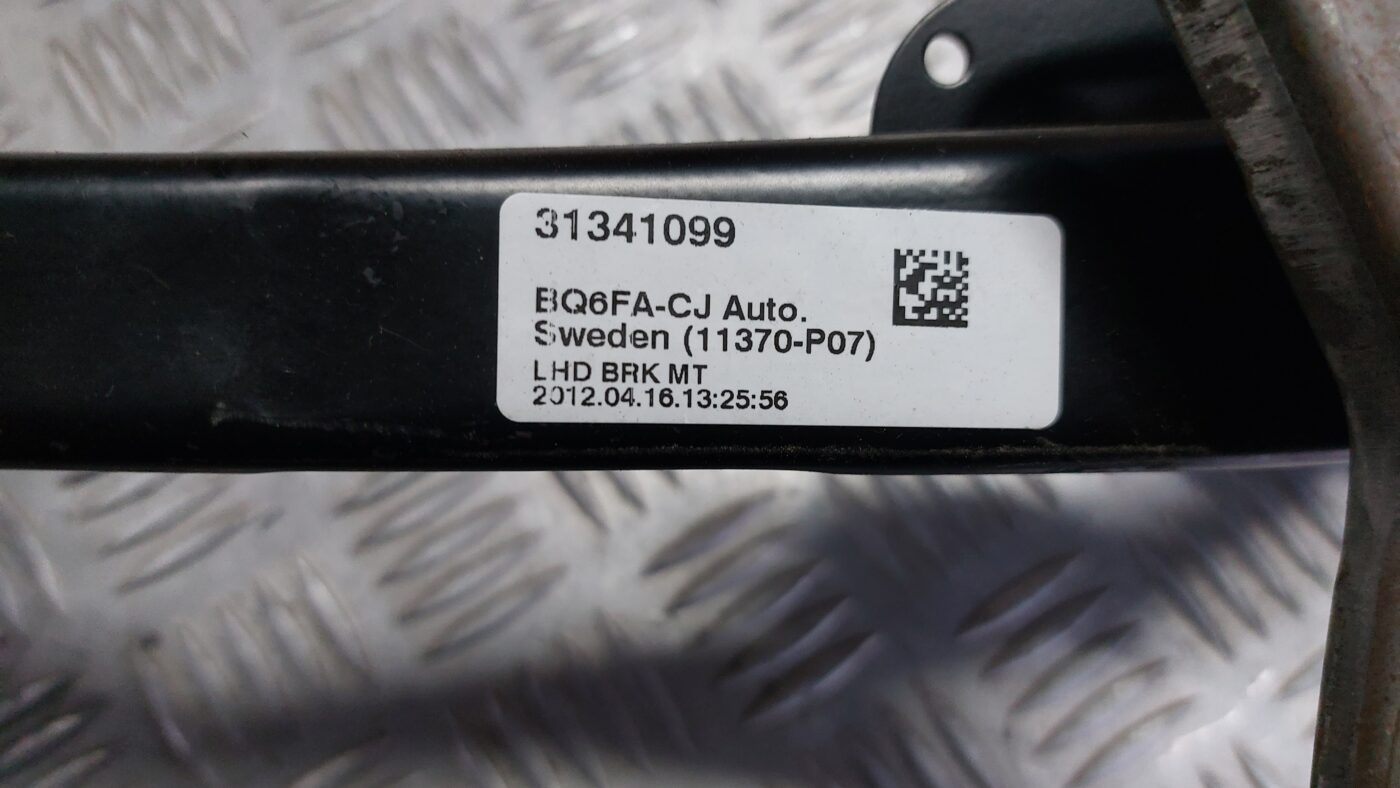 31341099
BQ6FA-CJ Auto.
Sweden (11370-P07)
LHD BRK MT
2012.04.16.13:25:56